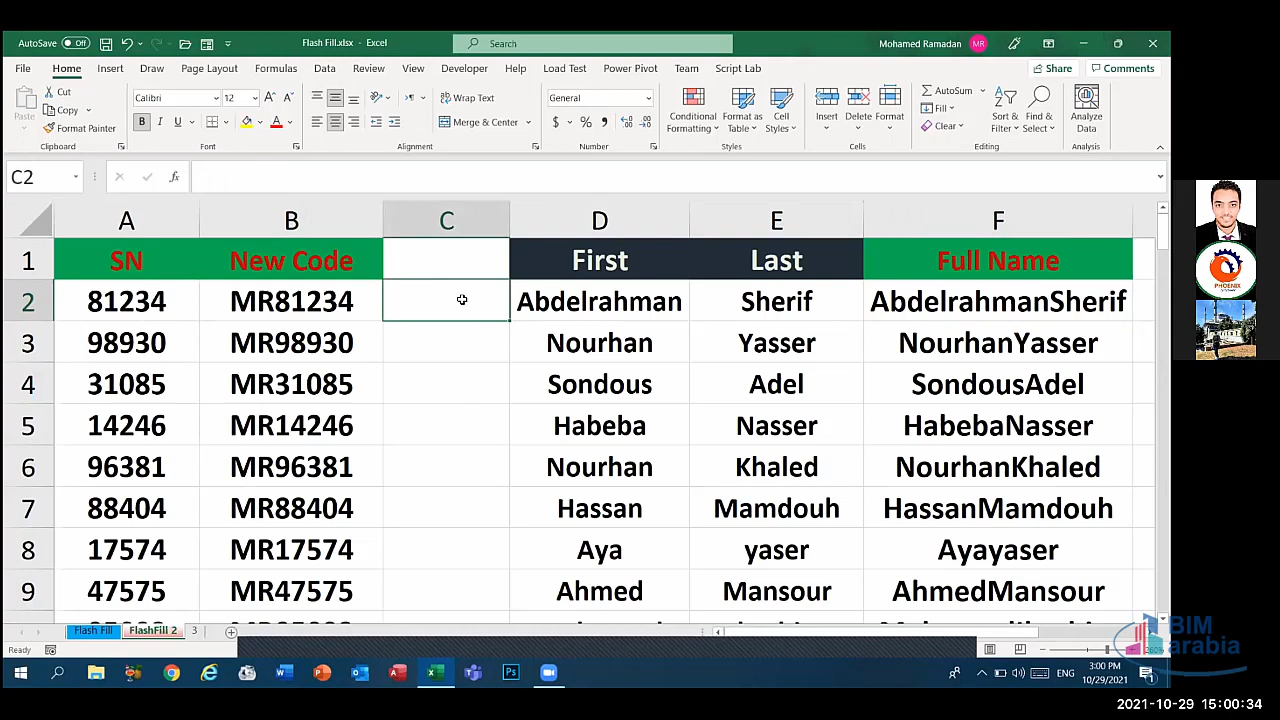 AutoSave Off Flash Fill.xlsx - Excel Search Mohamed Ramadan MR
File Home Insert Draw Page Layout Formulas Data Review View Developer Help Load Test Power Pivot Team Script Lab Share Comments
Paste Cut Copy Format Painter Clipboard
Calibri 12 B I U A Font
Wrap Text Merge & Center Alignment
General $ % Number
Conditional Formatting Format as Table Cell Styles Styles
Insert Delete Format Cells
AutoSum Fill Clear Sort & Filter Find & Select Editing
Analyze Data Analysis
C2 fx
A B C D E F
1 SN New Code First Last Full Name
2 81234 MR81234 Abdelrahman Sherif AbdelrahmanSherif
3 98930 MR98930 Nourhan Yasser NourhanYasser
4 31085 MR31085 Sondous Adel SondousAdel
5 14246 MR14246 Habeba Nasser HabebaNasser
6 96381 MR96381 Nourhan Khaled NourhanKhaled
7 88404 MR88404 Hassan Mamdouh HassanMamdouh
8 17574 MR17574 Aya yaser Ayayaser
9 47575 MR47575 Ahmed Mansour AhmedMansour
Flash Fill FlashFill 2 3
Ready 260%
BIM arabia
ENG 3:00 PM
10/29/2021
PHOENIX
2021-10-29 15:00:34